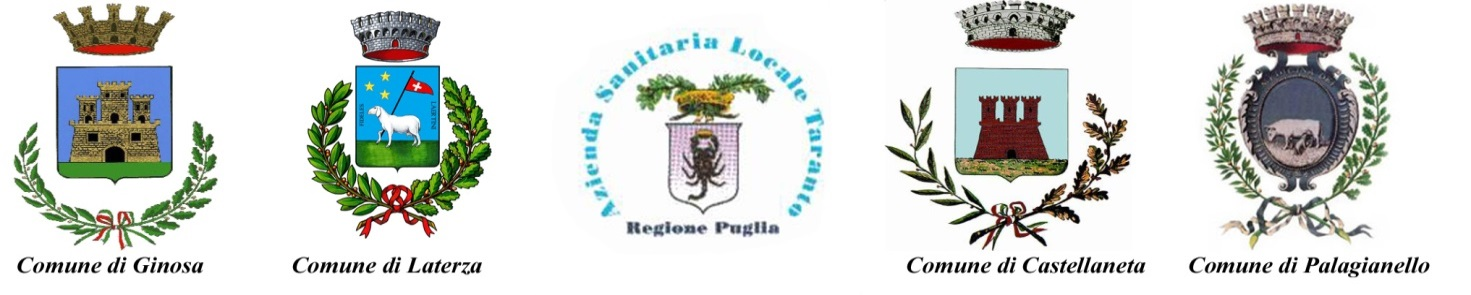 Azienda Sanitaria Locale Taranto
Regione Puglia
Comune di Ginosa
Comune di Laterza
Comune di Castellaneta
Comune di Palagianello